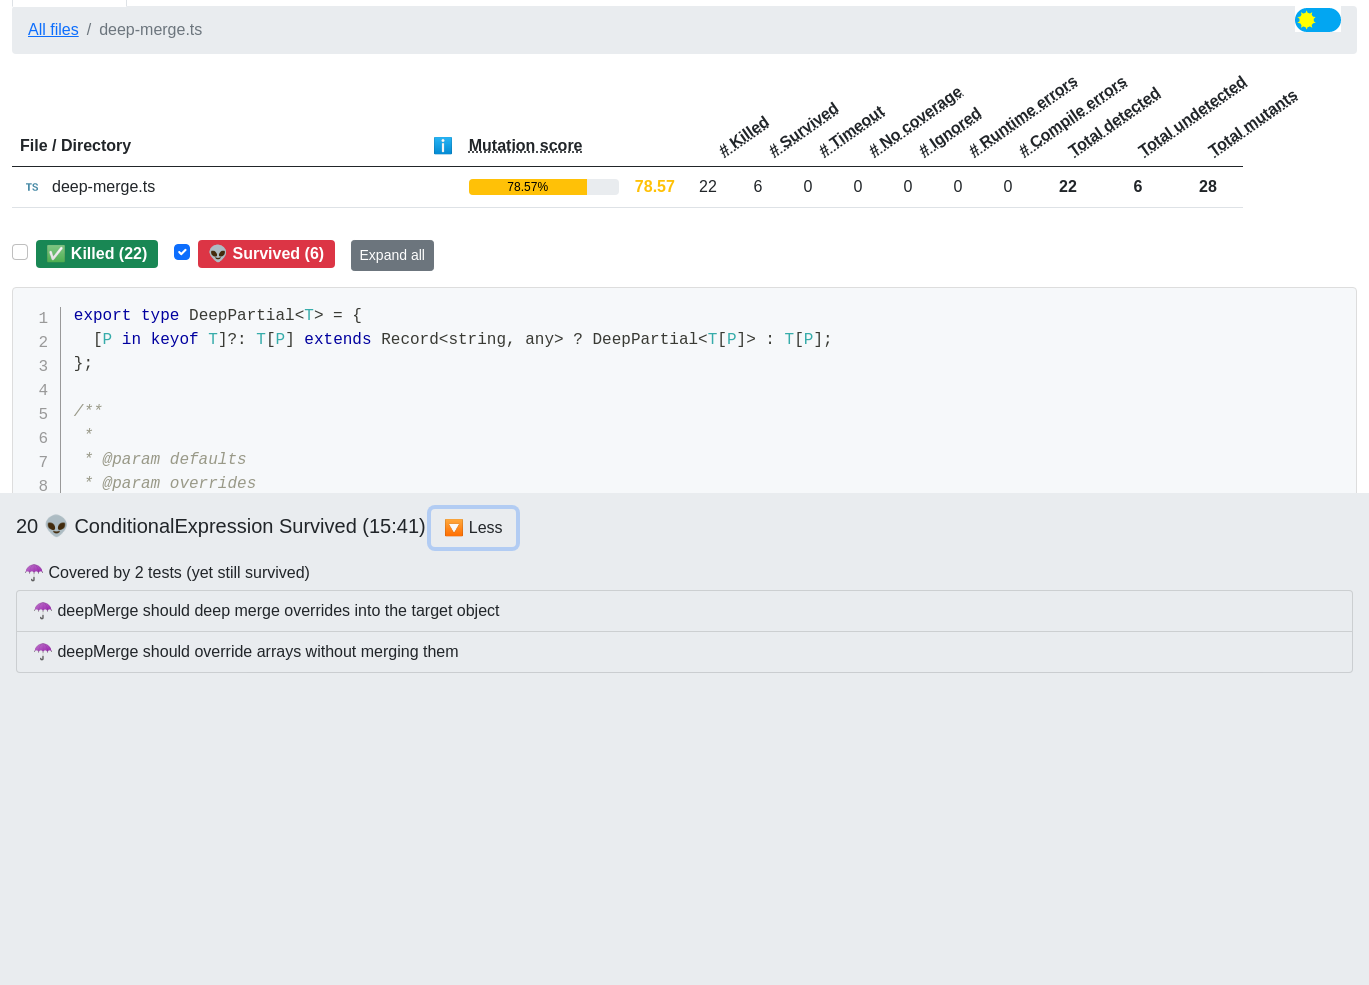 All files / deep-merge.ts
File / Directory ℹ Mutation score # Killed # Survived # Timeout # No coverage # Ignored # Runtime errors # Compile errors Total detected Total undetected Total mutants
TS deep-merge.ts 78.57% 78.57 22 6 0 0 0 0 0 22 6 28
✅ Killed (22) 👽 Survived (6) Expand all
1 export type DeepPartial<T> = {
2   [P in keyof T]?: T[P] extends Record<string, any> ? DeepPartial<T[P]> : T[P];
3 };
4
5 /**
6  *
7  * @param defaults
8  * @param overrides
20 👽 ConditionalExpression Survived (15:41) 🔽 Less
☂️ Covered by 2 tests (yet still survived)
☂️ deepMerge should deep merge overrides into the target object
☂️ deepMerge should override arrays without merging them